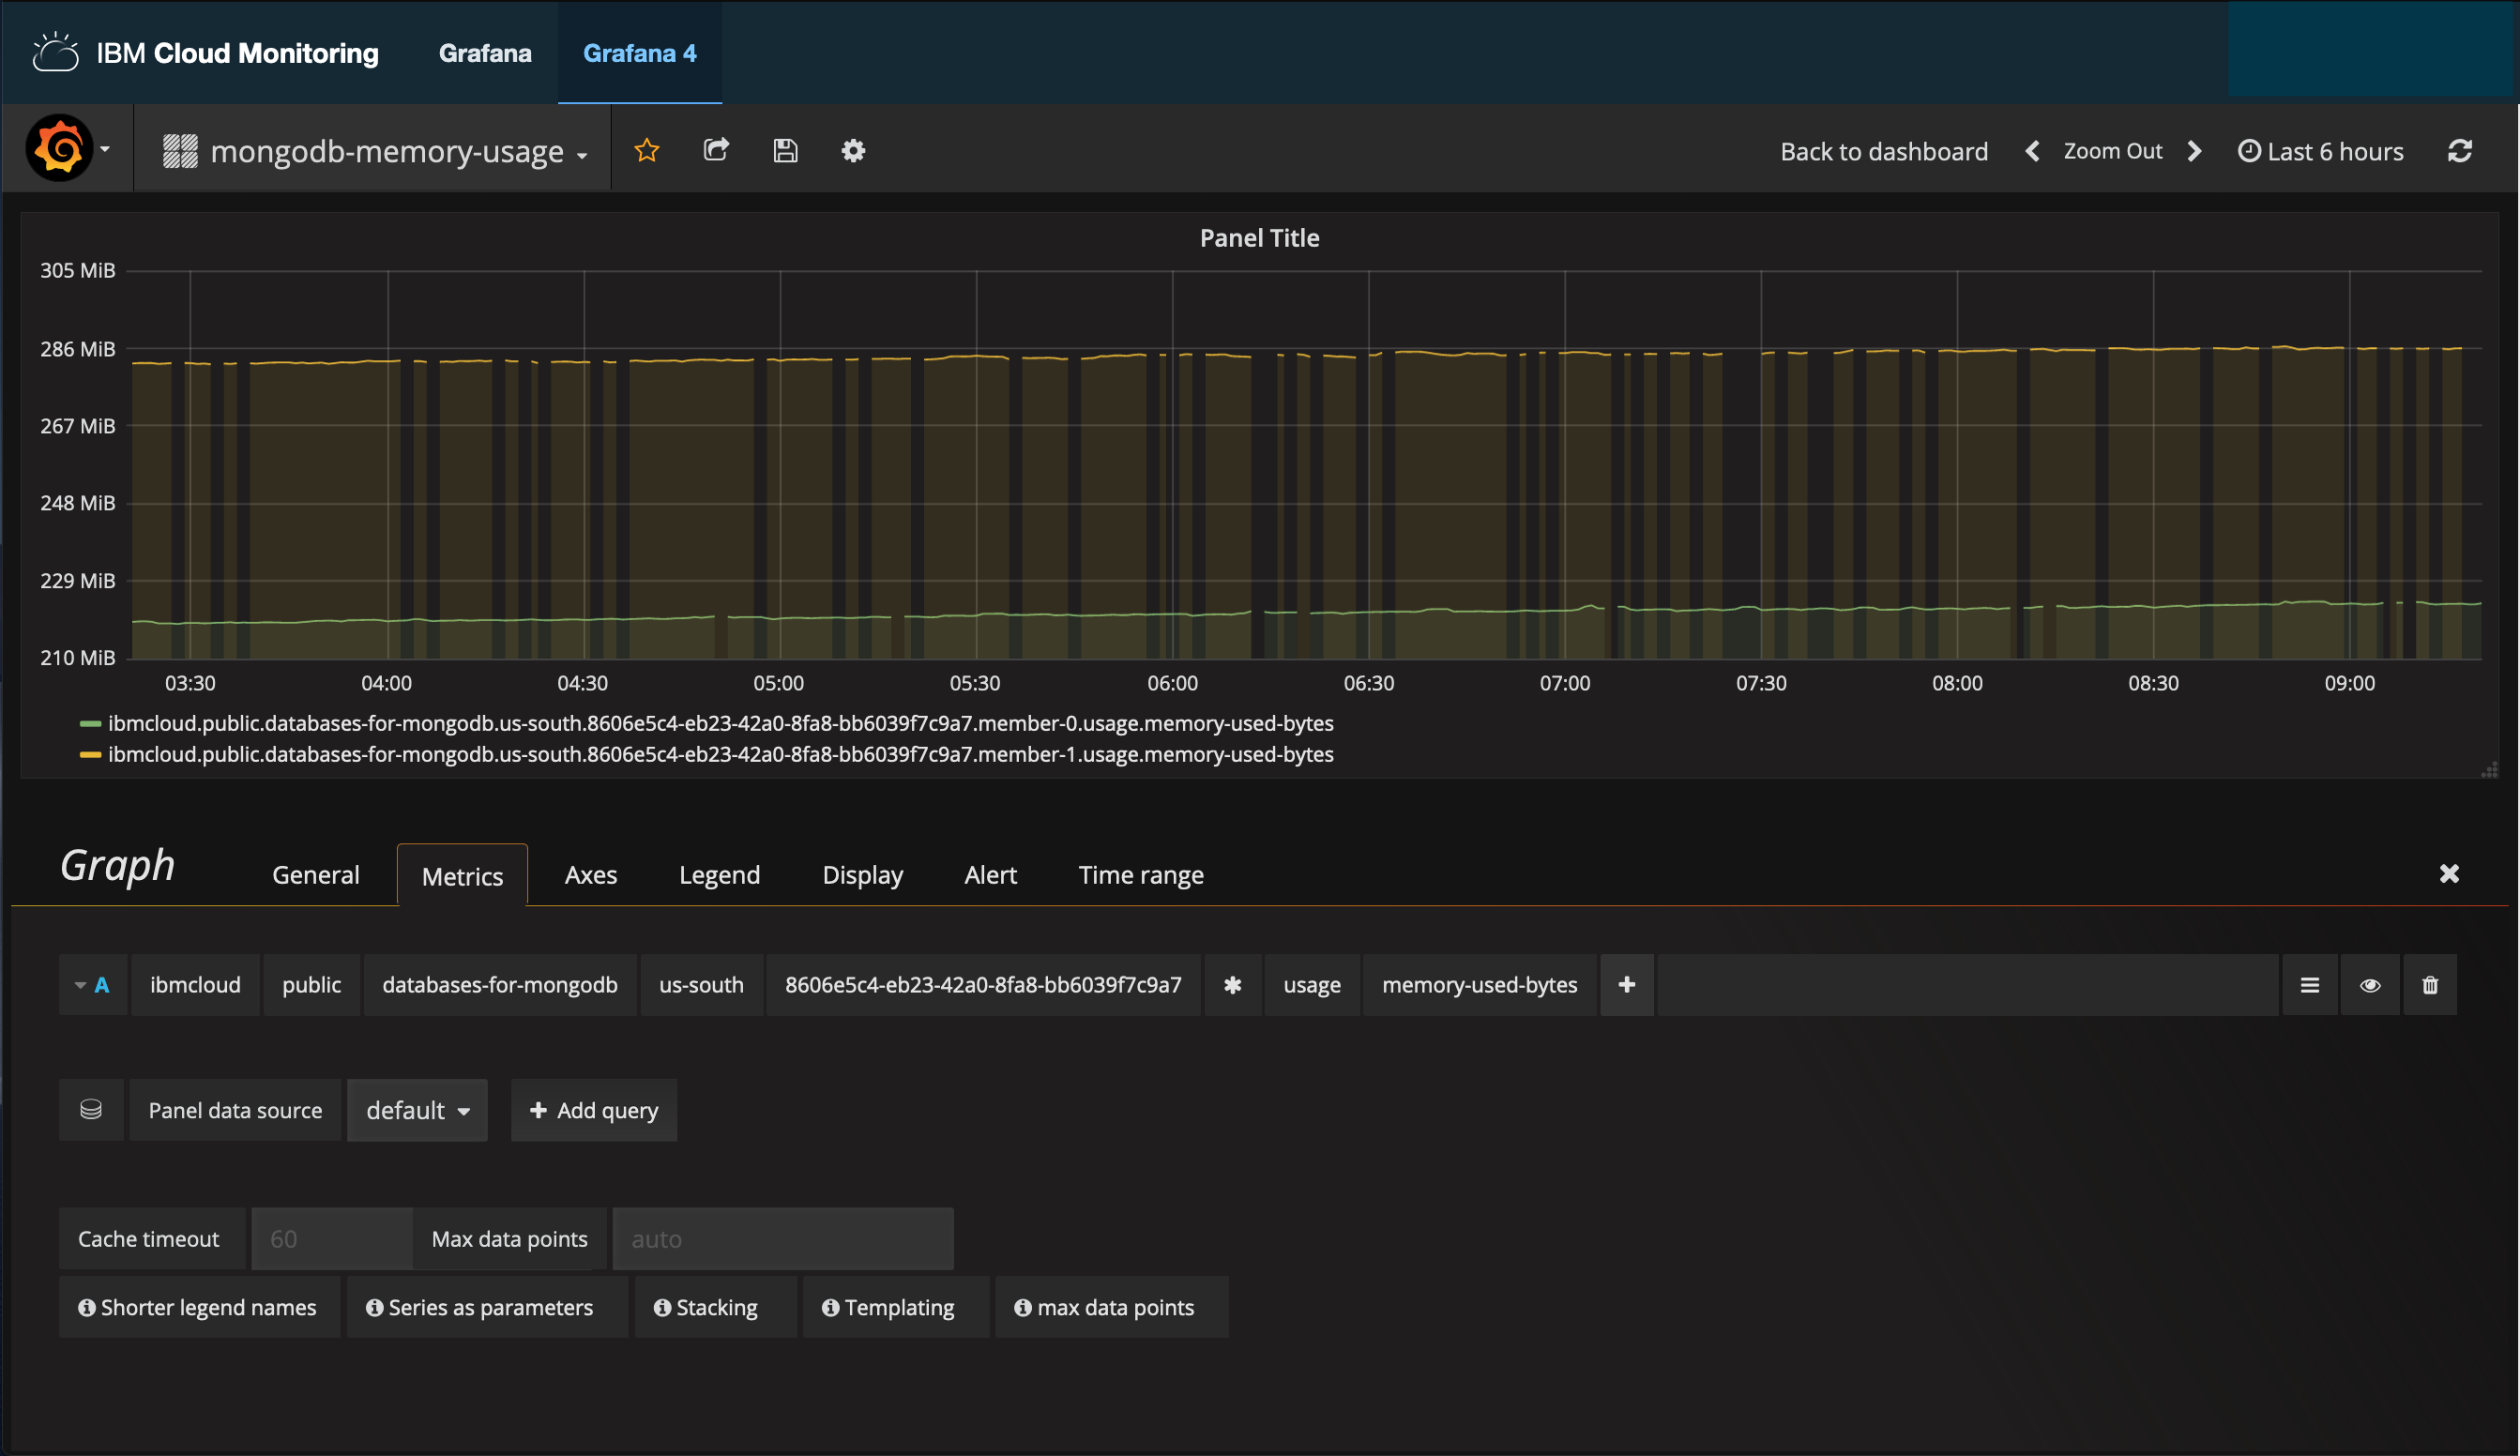 IBM Cloud Monitoring Grafana Grafana 4
mongodb-memory-usage Back to dashboard Zoom Out Last 6 hours
Panel Title
305 MiB
286 MiB
267 MiB
248 MiB
229 MiB
210 MiB
03:30 04:00 04:30 05:00 05:30 06:00 06:30 07:00 07:30 08:00 08:30 09:00
ibmcloud.public.databases-for-mongodb.us-south.8606e5c4-eb23-42a0-8fa8-bb6039f7c9a7.member-0.usage.memory-used-bytes
ibmcloud.public.databases-for-mongodb.us-south.8606e5c4-eb23-42a0-8fa8-bb6039f7c9a7.member-1.usage.memory-used-bytes
Graph General Metrics Axes Legend Display Alert Time range
A ibmcloud public databases-for-mongodb us-south 8606e5c4-eb23-42a0-8fa8-bb6039f7c9a7 * usage memory-used-bytes +
Panel data source default + Add query
Cache timeout 60 Max data points auto
Shorter legend names Series as parameters Stacking Templating max data points